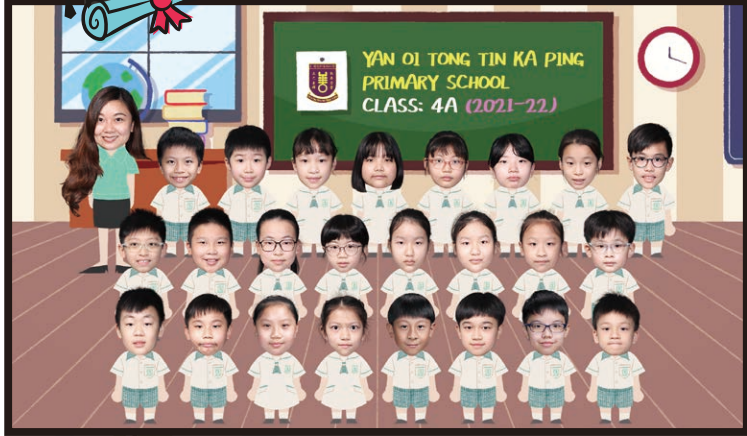 YAN OI TONG TIN KA PING
PRIMARY SCHOOL
CLASS: 4A (2021-22)